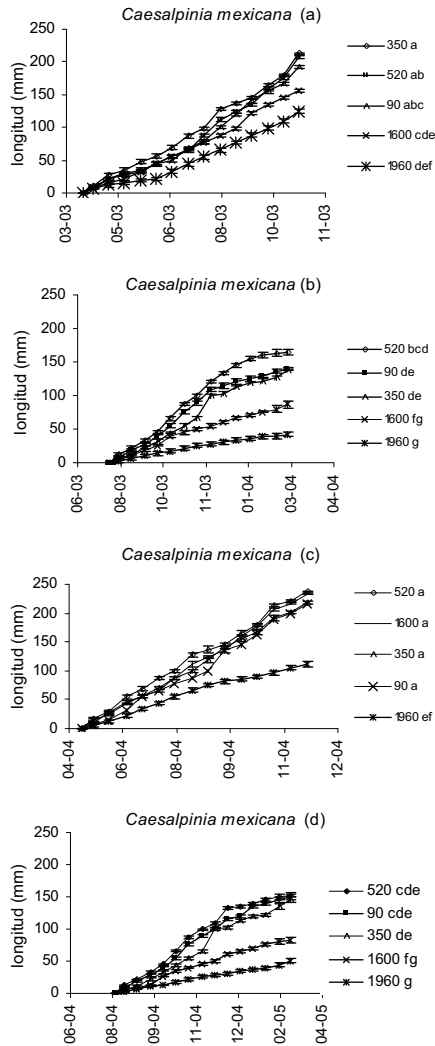 Caesalpinia mexicana (a)
longitud (mm)
250
200
150
100
50
0
03-03
05-03
06-03
08-03
10-03
11-03
350 a
520 ab
90 abc
1600 cde
1960 def
Caesalpinia mexicana (b)
longitud (mm)
250
200
150
100
50
0
06-03
08-03
10-03
11-03
01-04
03-04
04-04
520 bcd
90 de
350 de
1600 fg
1960 g
Caesalpinia mexicana (c)
longitud (mm)
250
200
150
100
50
0
04-04
06-04
08-04
09-04
11-04
12-04
520 a
1600 a
350 a
90 a
1960 ef
Caesalpinia mexicana (d)
longitud (mm)
250
200
150
100
50
0
06-04
08-04
09-04
11-04
12-04
02-05
04-05
520 cde
90 cde
350 de
1600 fg
1960 g